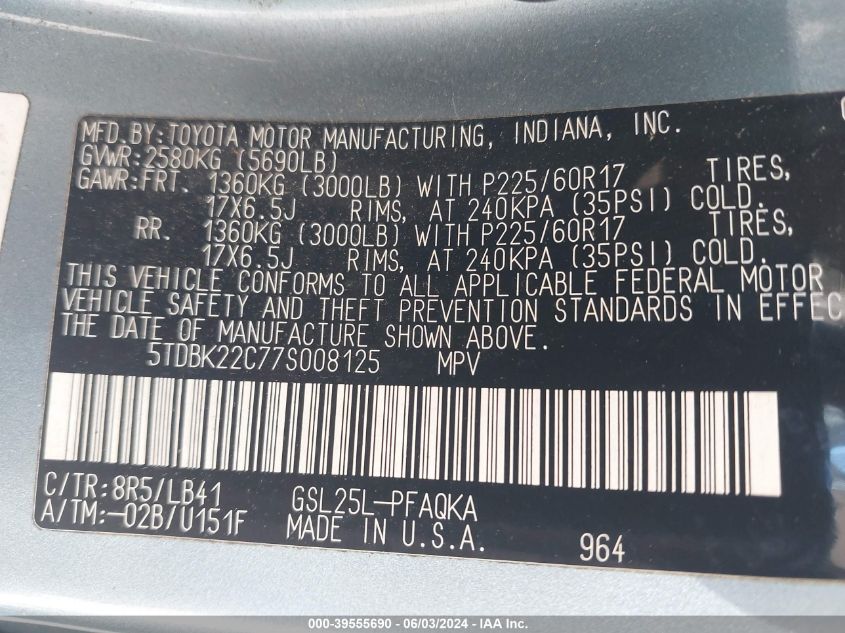 MFD.BY:TOYOTA MOTOR MANUFACTURING, INDIANA, INC.
GVWR:2580KG (5690LB)
GAWR:FRT. 1360KG (3000LB) WITH P225/60R17 TIRES,
17X6.5J RIMS, AT 240KPA (35PSI) COLD.
RR. 1360KG (3000LB) WITH P225/60R17 TIRES,
17X6.5J RIMS, AT 240KPA (35PSI) COLD.
THIS VEHICLE CONFORMS TO ALL APPLICABLE FEDERAL MOTOR
VEHICLE SAFETY AND THEFT PREVENTION STANDARDS IN EFFEC
THE DATE OF MANUFACTURE SHOWN ABOVE.
5TDBK22C77S008125 MPV
C/TR:8R5/LB41 GSL25L-PFAQKA
A/TM:-02B/U151F MADE IN U.S.A. 964
000-39555690 - 06/03/2024 - IAA Inc.